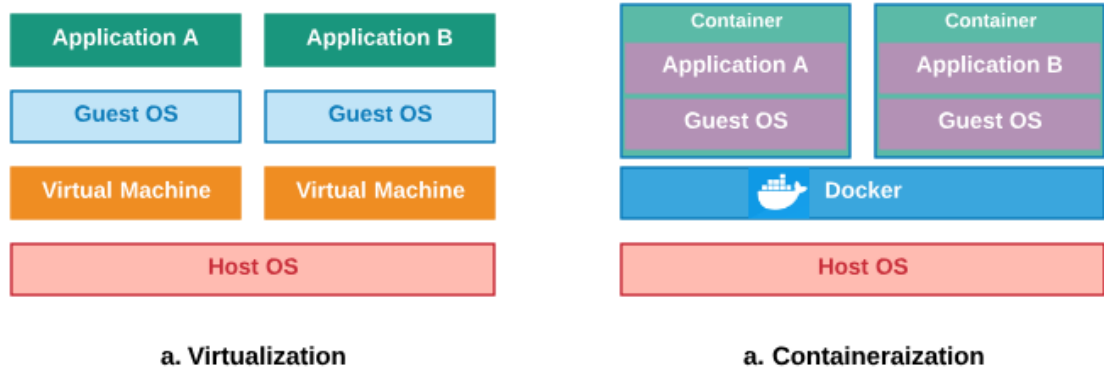 Application A
Application B
Guest OS
Guest OS
Virtual Machine
Virtual Machine
Host OS
a. Virtualization
Container
Application A
Guest OS
Container
Application B
Guest OS
Docker
Host OS
a. Containeraization